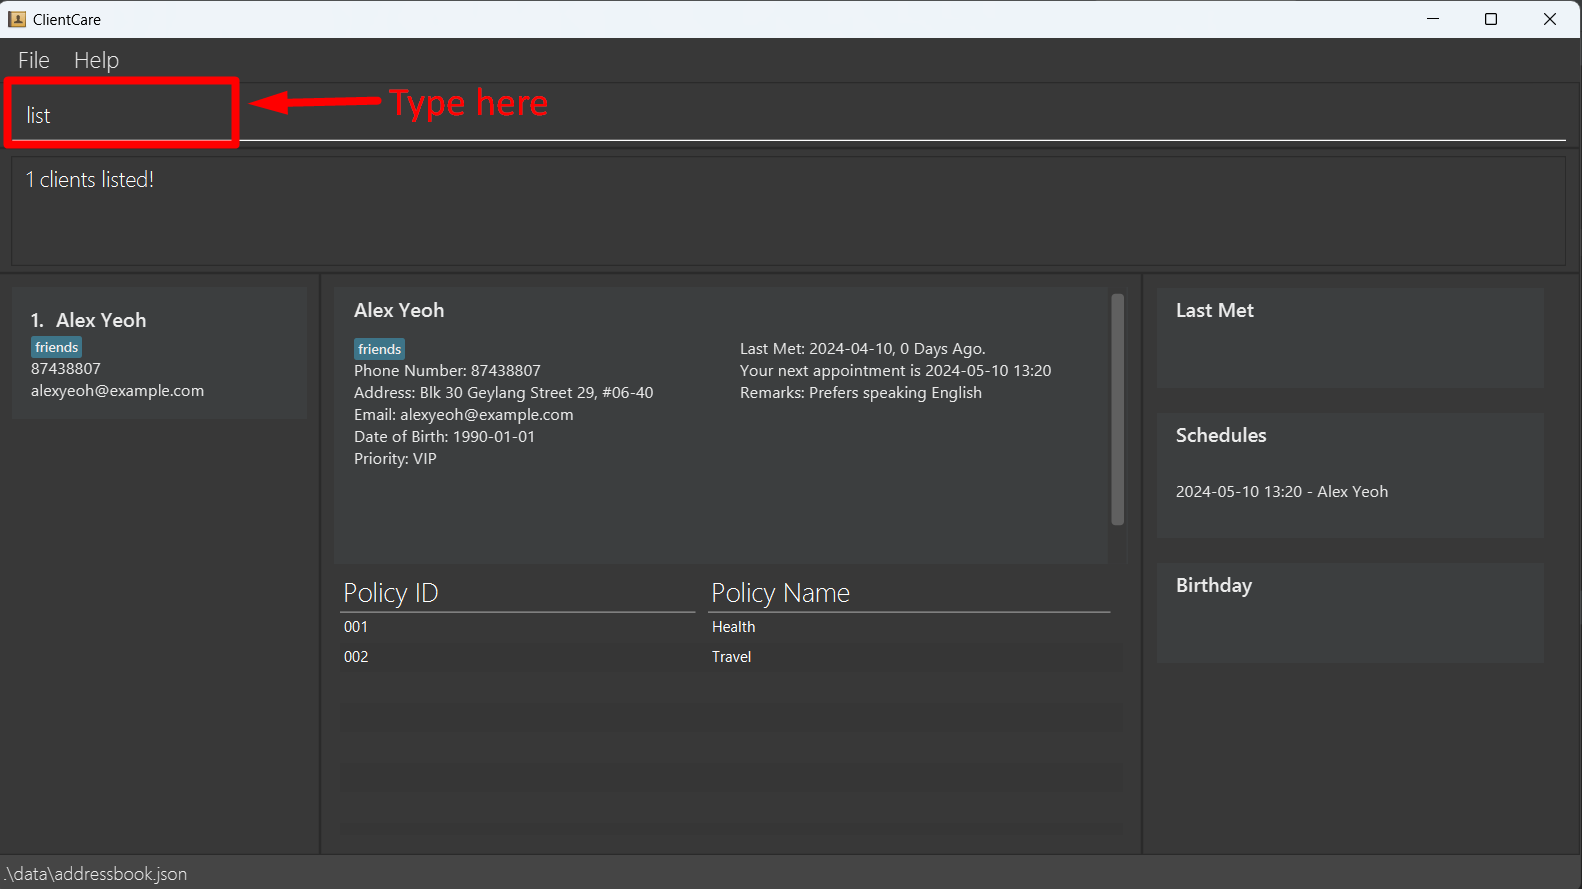 ClientCare
File Help
list
Type here
1 clients listed!
1. Alex Yeoh
friends
87438807
alexyeoh@example.com
Alex Yeoh
friends
Phone Number: 87438807
Address: Blk 30 Geylang Street 29, #06-40
Email: alexyeoh@example.com
Date of Birth: 1990-01-01
Priority: VIP
Last Met: 2024-04-10, 0 Days Ago.
Your next appointment is 2024-05-10 13:20
Remarks: Prefers speaking English
Policy ID Policy Name
001 Health
002 Travel
Last Met
Schedules
2024-05-10 13:20 - Alex Yeoh
Birthday
.\data\addressbook.json